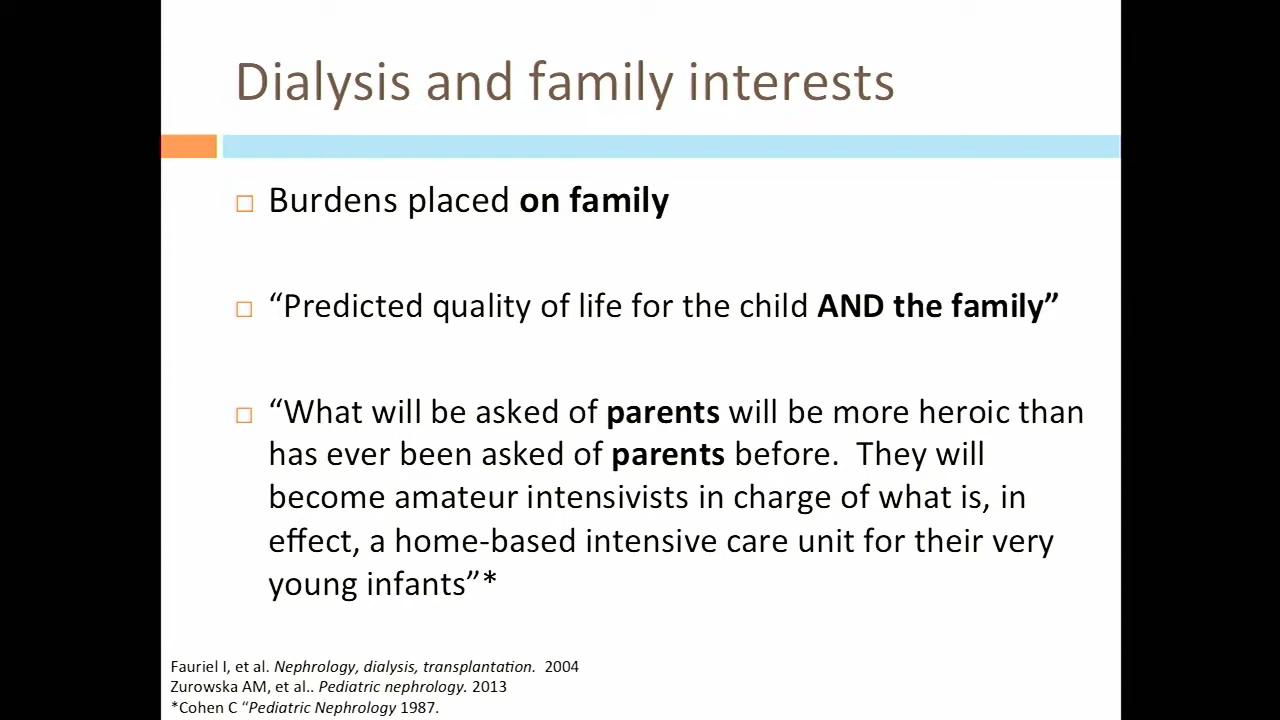 Dialysis and family interests
Burdens placed on family
“Predicted quality of life for the child AND the family”
“What will be asked of parents will be more heroic than
has ever been asked of parents before.  They will
become amateur intensivists in charge of what is, in
effect, a home-based intensive care unit for their very
young infants”*
Fauriel I, et al. Nephrology, dialysis, transplantation.  2004
Zurowska AM, et al.. Pediatric nephrology. 2013
*Cohen C “Pediatric Nephrology 1987.